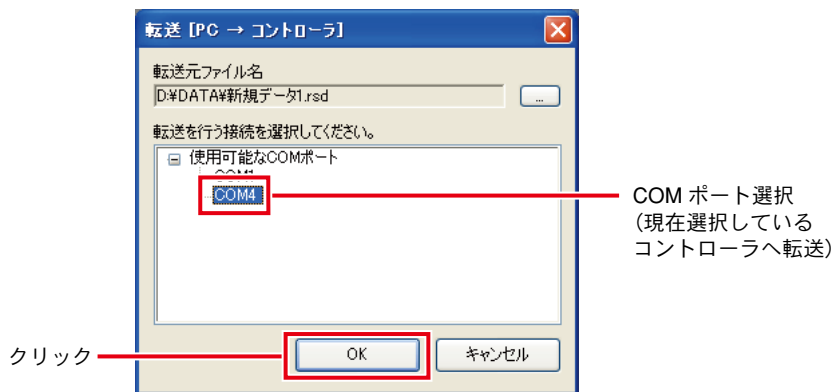 転送 [PC → コントローラ]
転送元ファイル名
D:¥DATA¥新規データ1.rsd
...
転送を行う接続を選択してください。
使用可能なCOMポート
COM1
COM4
COM ポート選択
（現在選択している
コントローラへ転送）
クリック
OK
キャンセル